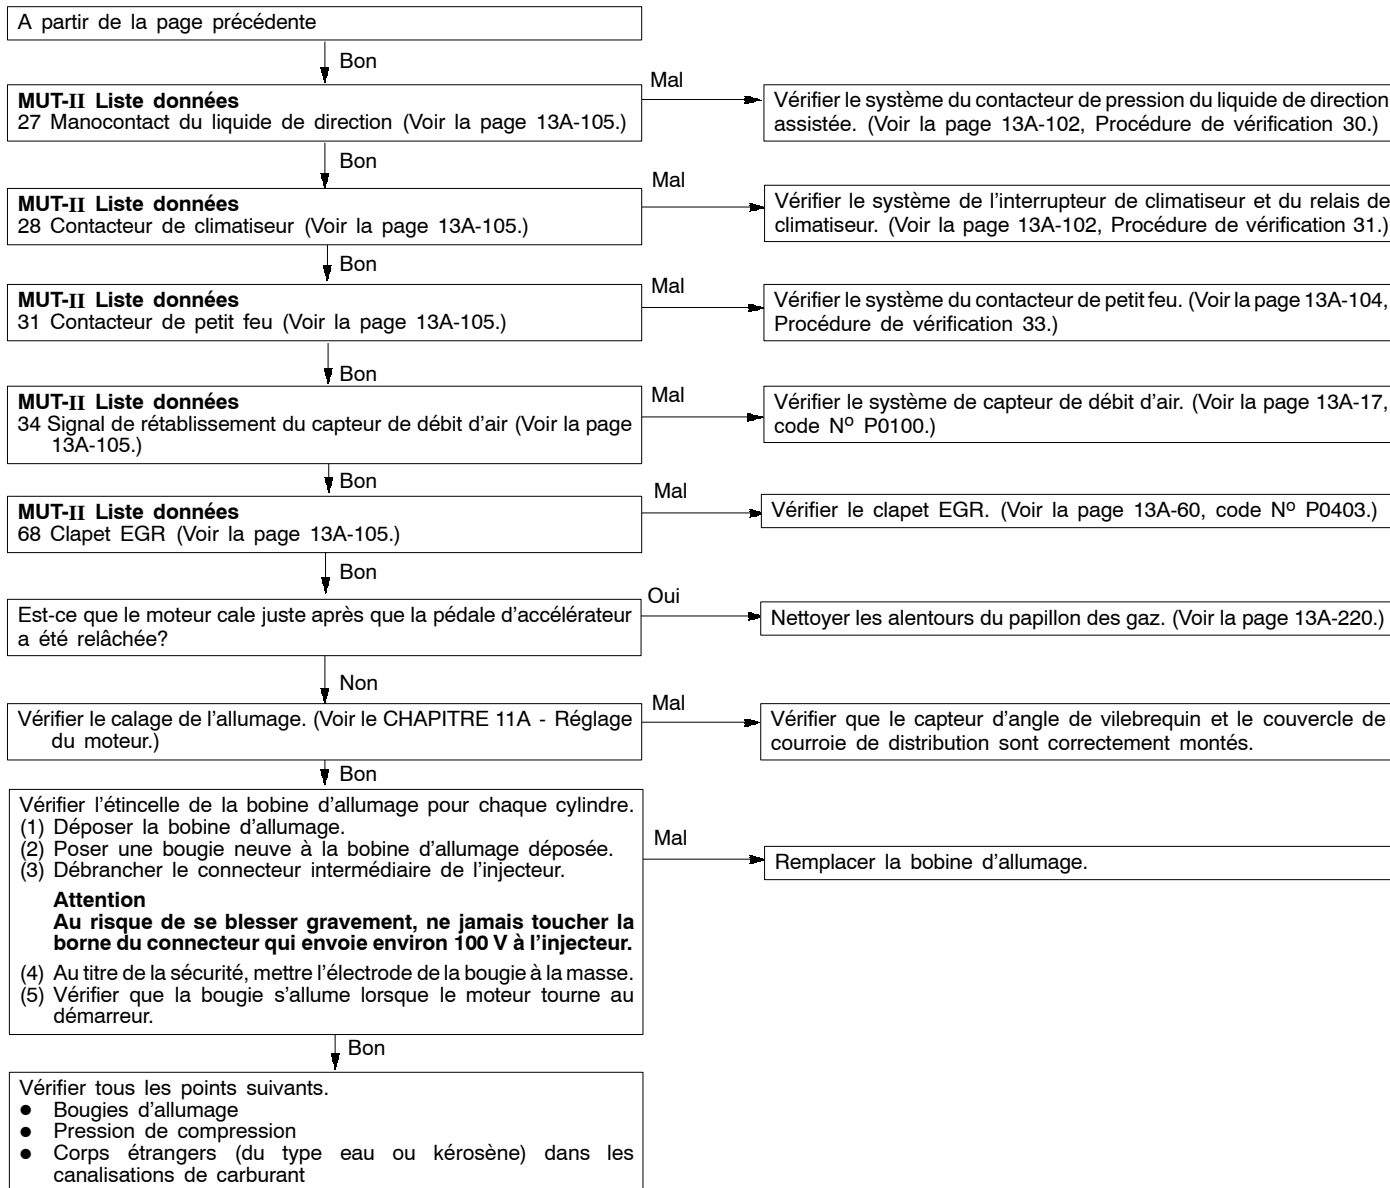 A partir de la page précédente
Bon
MUT-II Liste données
27 Manocontact du liquide de direction (Voir la page 13A-105.)
Mal
Vérifier le système du contacteur de pression du liquide de direction
assistée. (Voir la page 13A-102, Procédure de vérification 30.)
Bon
MUT-II Liste données
28 Contacteur de climatiseur (Voir la page 13A-105.)
Mal
Vérifier le système de l'interrupteur de climatiseur et du relais de
climatiseur. (Voir la page 13A-102, Procédure de vérification 31.)
Bon
MUT-II Liste données
31 Contacteur de petit feu (Voir la page 13A-105.)
Mal
Vérifier le système du contacteur de petit feu. (Voir la page 13A-104,
Procédure de vérification 33.)
Bon
MUT-II Liste données
34 Signal de rétablissement du capteur de débit d'air (Voir la page
13A-105.)
Mal
Vérifier le système de capteur de débit d'air. (Voir la page 13A-17,
code Nº P0100.)
Bon
MUT-II Liste données
68 Clapet EGR (Voir la page 13A-105.)
Mal
Vérifier le clapet EGR. (Voir la page 13A-60, code Nº P0403.)
Bon
Est-ce que le moteur cale juste après que la pédale d'accélérateur
a été relâchée?
Oui
Nettoyer les alentours du papillon des gaz. (Voir la page 13A-220.)
Non
Vérifier le calage de l'allumage. (Voir le CHAPITRE 11A - Réglage
du moteur.)
Mal
Vérifier que le capteur d'angle de vilebrequin et le couvercle de
courroie de distribution sont correctement montés.
Bon
Vérifier l'étincelle de la bobine d'allumage pour chaque cylindre.
(1) Déposer la bobine d'allumage.
(2) Poser une bougie neuve à la bobine d'allumage déposée.
(3) Débrancher le connecteur intermédiaire de l'injecteur.
Attention
Au risque de se blesser gravement, ne jamais toucher la
borne du connecteur qui envoie environ 100 V à l'injecteur.
(4) Au titre de la sécurité, mettre l'électrode de la bougie à la masse.
(5) Vérifier que la bougie s'allume lorsque le moteur tourne au
démarreur.
Mal
Remplacer la bobine d'allumage.
Bon
Vérifier tous les points suivants.
● Bougies d'allumage
● Pression de compression
● Corps étrangers (du type eau ou kérosène) dans les
canalisations de carburant